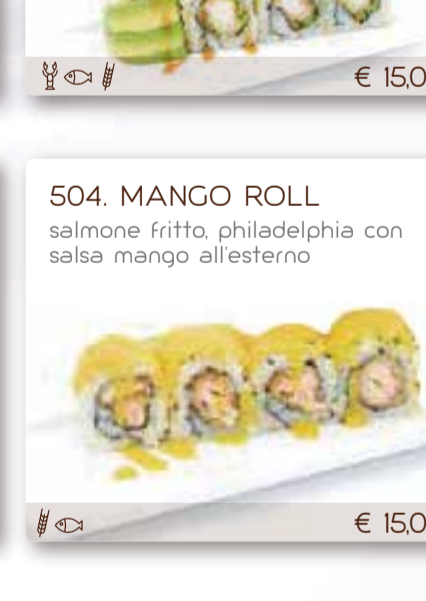 € 15,0
504. MANGO ROLL
salmone fritto, philadelphia con
salsa mango all'esterno
€ 15,0